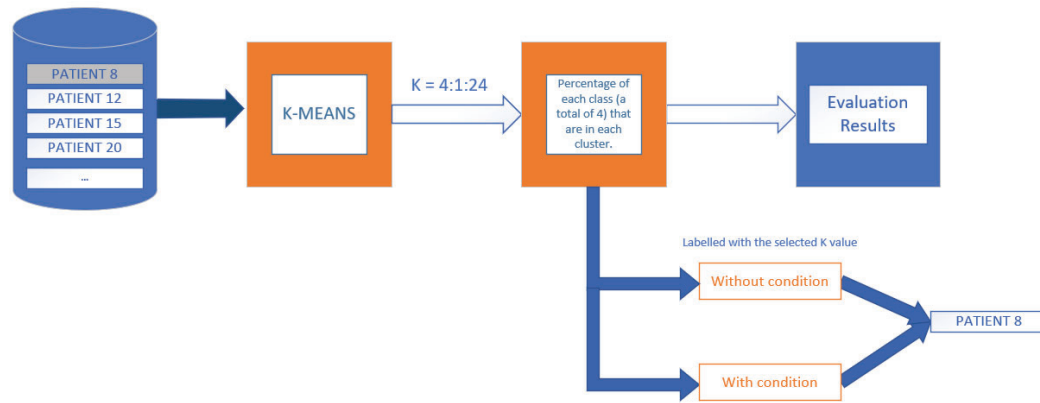 PATIENT 8
PATIENT 12
PATIENT 15
PATIENT 20
...
K-MEANS
K = 4:1:24
Percentage of
each class (a
total of 4) that
are in each
cluster.
Evaluation
Results
Labelled with the selected K value
Without condition
With condition
PATIENT 8